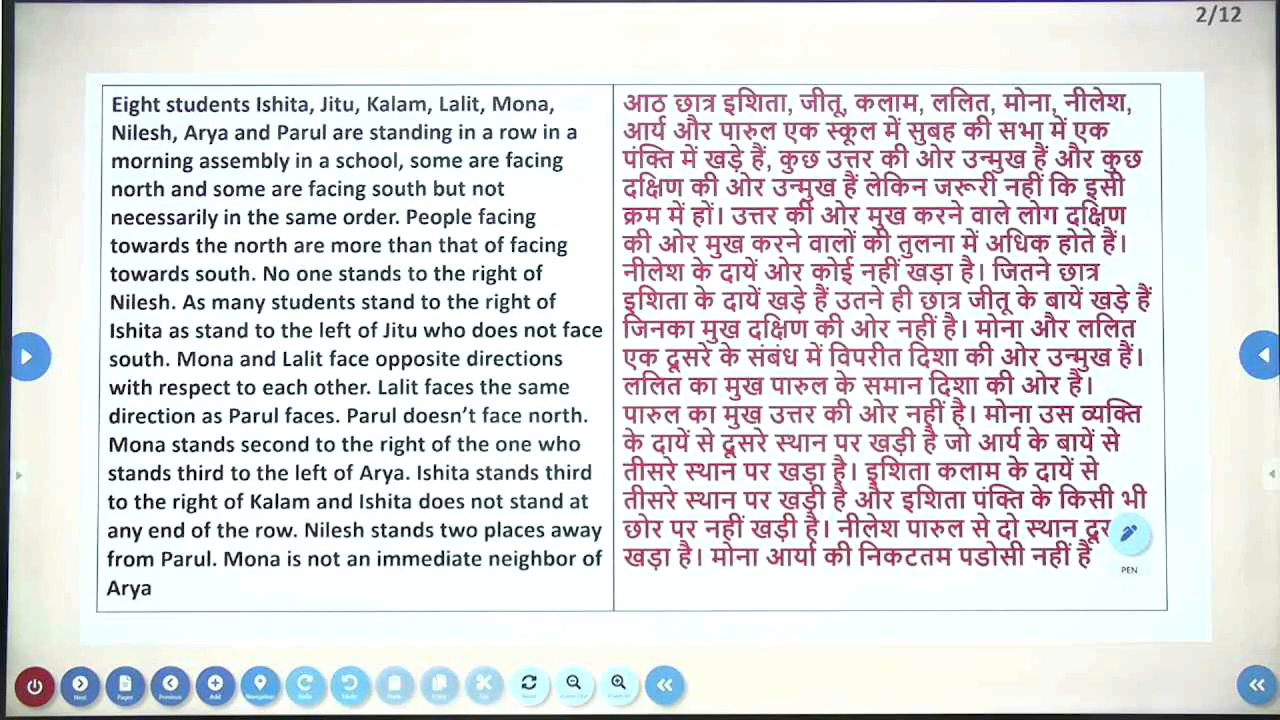 2/12
Eight students Ishita, Jitu, Kalam, Lalit, Mona,
Nilesh, Arya and Parul are standing in a row in a
morning assembly in a school, some are facing
north and some are facing south but not
necessarily in the same order. People facing
towards the north are more than that of facing
towards south. No one stands to the right of
Nilesh. As many students stand to the right of
Ishita as stand to the left of Jitu who does not face
south. Mona and Lalit face opposite directions
with respect to each other. Lalit faces the same
direction as Parul faces. Parul doesn’t face north.
Mona stands second to the right of the one who
stands third to the left of Arya. Ishita stands third
to the right of Kalam and Ishita does not stand at
any end of the row. Nilesh stands two places away
from Parul. Mona is not an immediate neighbor of
Arya
आठ छात्र इशिता, जीतू, कलाम, ललित, मोना, नीलेश,
आर्य और पारुल एक स्कूल में सुबह की सभा में एक
पंक्ति में खड़े हैं, कुछ उत्तर की ओर उन्मुख हैं और कुछ
दक्षिण की ओर उन्मुख हैं लेकिन जरूरी नहीं कि इसी
क्रम में हों। उत्तर की ओर मुख करने वाले लोग दक्षिण
की ओर मुख करने वालों की तुलना में अधिक होते हैं।
नीलेश के दायें ओर कोई नहीं खड़ा है। जितने छात्र
इशिता के दायें खड़े हैं उतने ही छात्र जीतू के बायें खड़े हैं
जिनका मुख दक्षिण की ओर नहीं है। मोना और ललित
एक दूसरे के संबंध में विपरीत दिशा की ओर उन्मुख हैं।
ललित का मुख पारुल के समान दिशा की ओर है।
पारुल का मुख उत्तर की ओर नहीं है। मोना उस व्यक्ति
के दायें से दूसरे स्थान पर खड़ी है जो आर्य के बायें से
तीसरे स्थान पर खड़ा है। इशिता कलाम के दायें से
तीसरे स्थान पर खड़ी है और इशिता पंक्ति के किसी भी
छोर पर नहीं खड़ी है। नीलेश पारुल से दो स्थान दूर
खड़ा है। मोना आर्या की निकटतम पडोसी नहीं है
PEN
Next
Pages
Previous
Add
Navigation